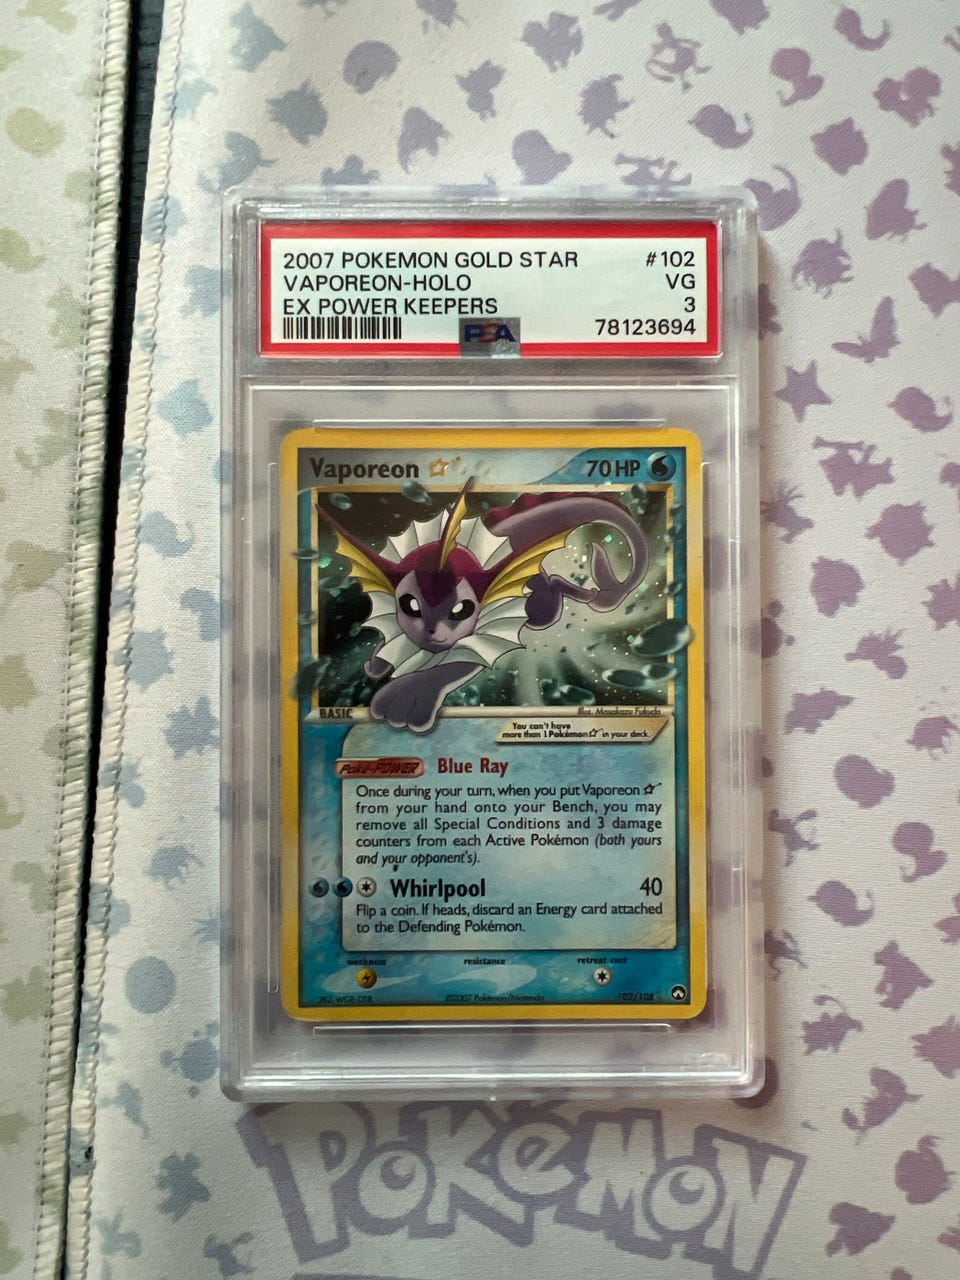 2007 POKEMON GOLD STAR #102
VAPOREON-HOLO VG
EX POWER KEEPERS 3
PSA 78123694
Vaporeon ☆ 70 HP
BASIC Illus. Masakazu Fukuda
You can't have
more than 1 Pokémon☆ in your deck.
Poké-POWER Blue Ray
Once during your turn, when you put Vaporeon ☆
from your hand onto your Bench, you may
remove all Special Conditions and 3 damage
counters from each Active Pokémon (both yours
and your opponent's).
Whirlpool 40
Flip a coin. If heads, discard an Energy card attached
to the Defending Pokémon.
weakness resistance retreat cost
©2007 Pokémon/Nintendo 102/108
POKéMON